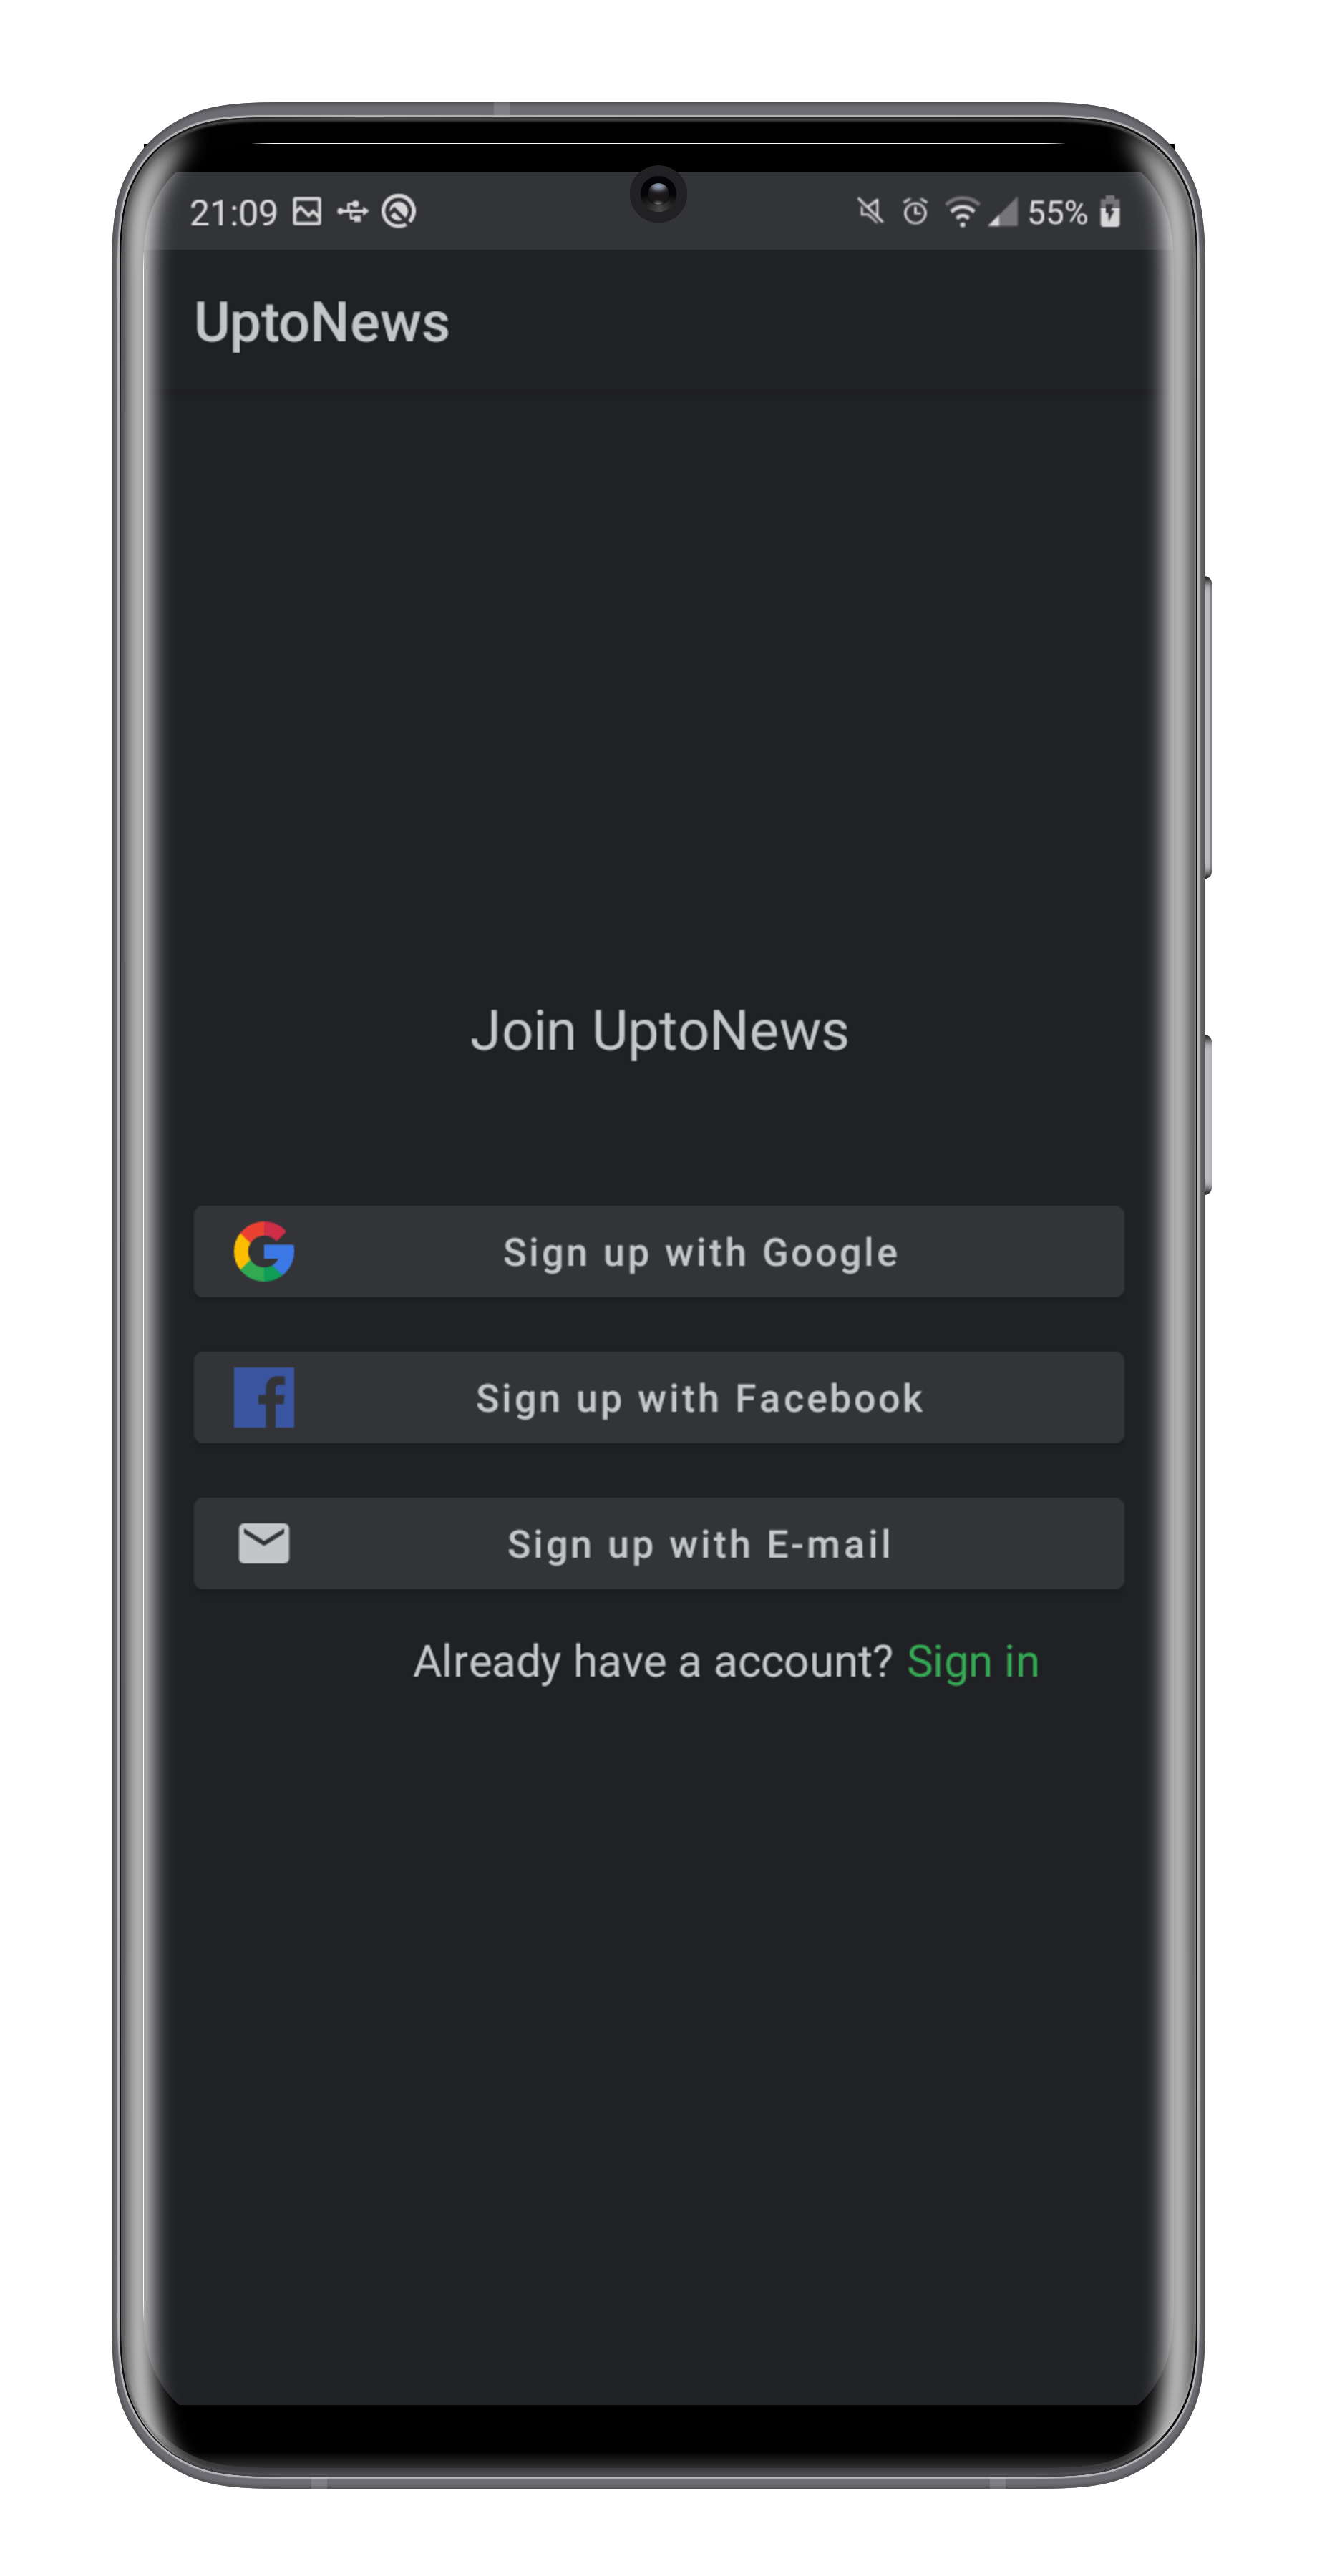 21:09 55%
UptoNews
Join UptoNews
Sign up with Google
Sign up with Facebook
Sign up with E-mail
Already have a account? Sign in